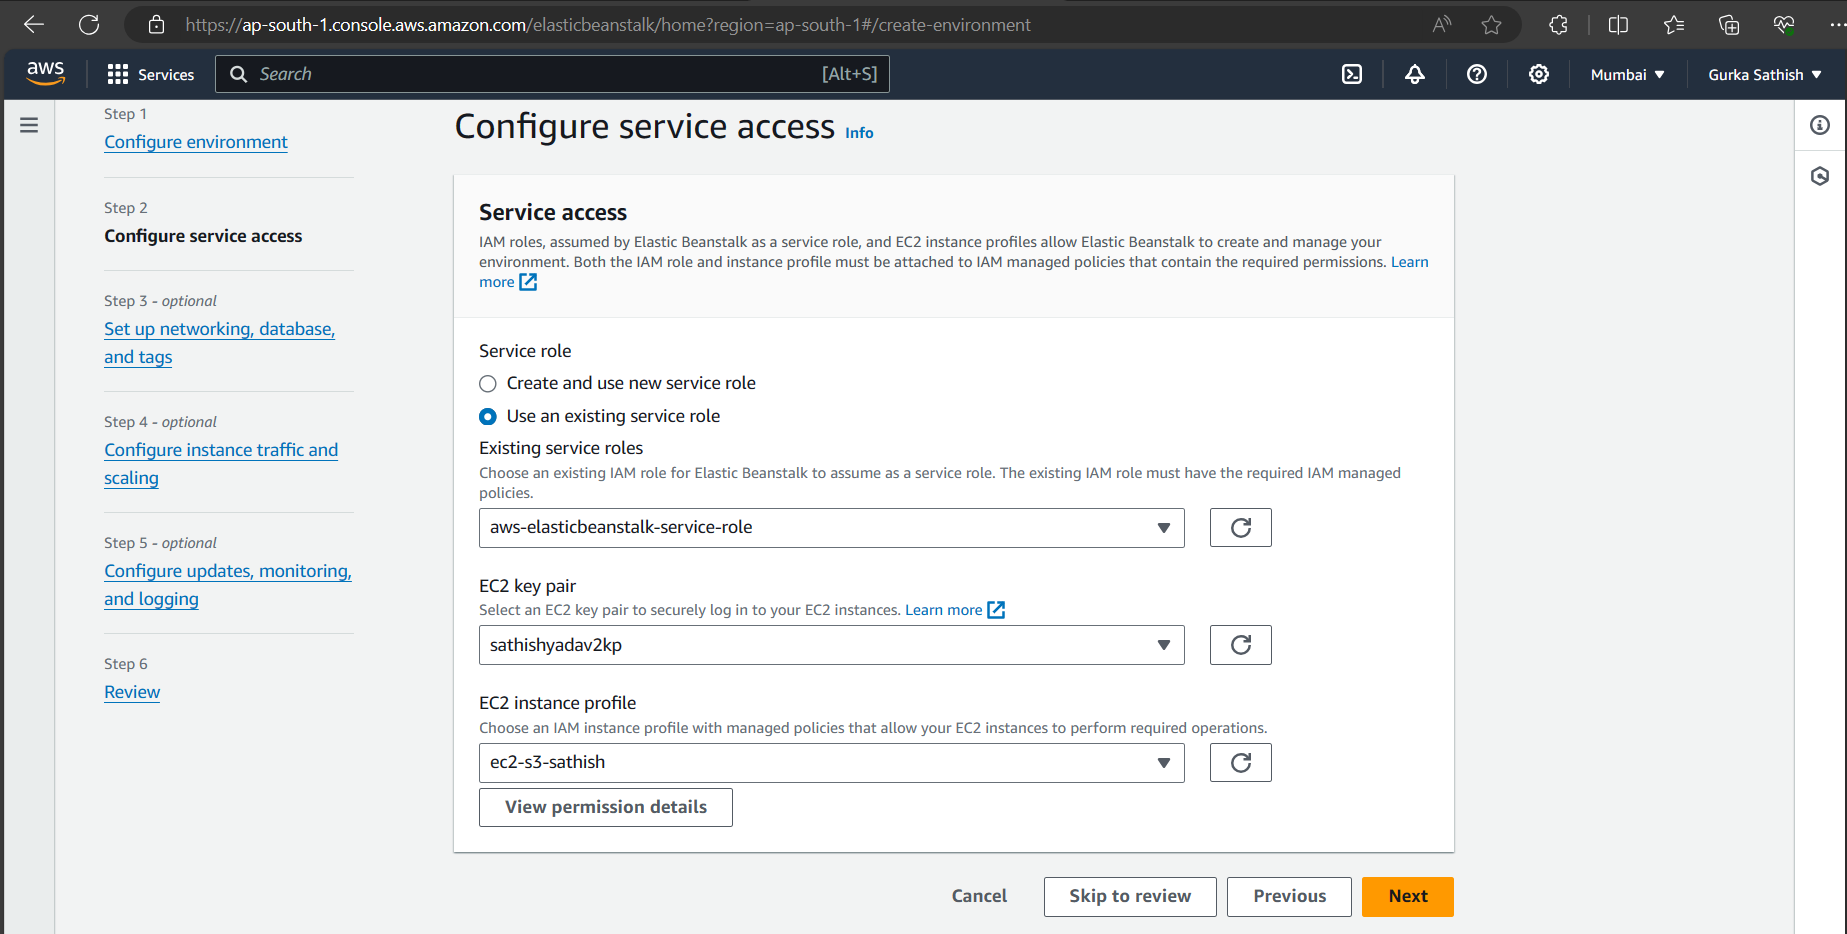 https://ap-south-1.console.aws.amazon.com/elasticbeanstalk/home?region=ap-south-1#/create-environment
aws
Services
Search
[Alt+S]
Mumbai
Gurka Sathish
Step 1
Configure environment
Step 2
Configure service access
Step 3 - optional
Set up networking, database,
and tags
Step 4 - optional
Configure instance traffic and
scaling
Step 5 - optional
Configure updates, monitoring,
and logging
Step 6
Review
Configure service access Info
Service access
IAM roles, assumed by Elastic Beanstalk as a service role, and EC2 instance profiles allow Elastic Beanstalk to create and manage your
environment. Both the IAM role and instance profile must be attached to IAM managed policies that contain the required permissions. Learn
more
Service role
Create and use new service role
Use an existing service role
Existing service roles
Choose an existing IAM role for Elastic Beanstalk to assume as a service role. The existing IAM role must have the required IAM managed
policies.
aws-elasticbeanstalk-service-role
EC2 key pair
Select an EC2 key pair to securely log in to your EC2 instances. Learn more
sathishyadav2kp
EC2 instance profile
Choose an IAM instance profile with managed policies that allow your EC2 instances to perform required operations.
ec2-s3-sathish
View permission details
Cancel
Skip to review
Previous
Next